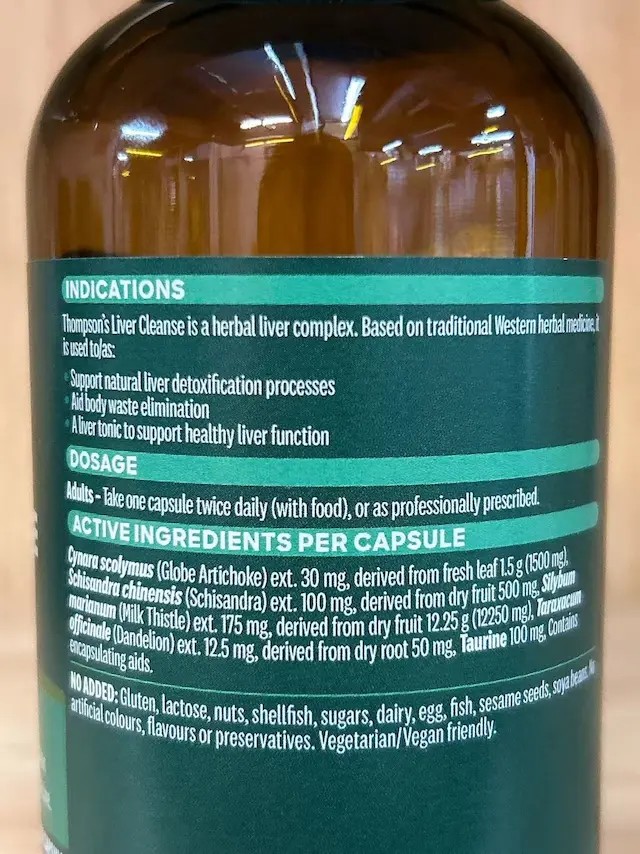 INDICATIONS
Thompson's Liver Cleanse is a herbal liver complex. Based on traditional Western herbal medicine, it
is used to/as:
• Support natural liver detoxification processes
• Aid body waste elimination
• A liver tonic to support healthy liver function
DOSAGE
Adults – Take one capsule twice daily (with food), or as professionally prescribed.
ACTIVE INGREDIENTS PER CAPSULE
Cynara scolymus (Globe Artichoke) ext. 30 mg, derived from fresh leaf 1.5 g (1500 mg),
Schisandra chinensis (Schisandra) ext. 100 mg, derived from dry fruit 500 mg, Silybum
marianum (Milk Thistle) ext. 175 mg, derived from dry fruit 12.25 g (12250 mg), Taraxacum
officinale (Dandelion) ext. 12.5 mg, derived from dry root 50 mg, Taurine 100 mg, Contains
encapsulating aids.
NO ADDED: Gluten, lactose, nuts, shellfish, sugars, dairy, egg, fish, sesame seeds, soya beans. No
artificial colours, flavours or preservatives. Vegetarian/Vegan friendly.